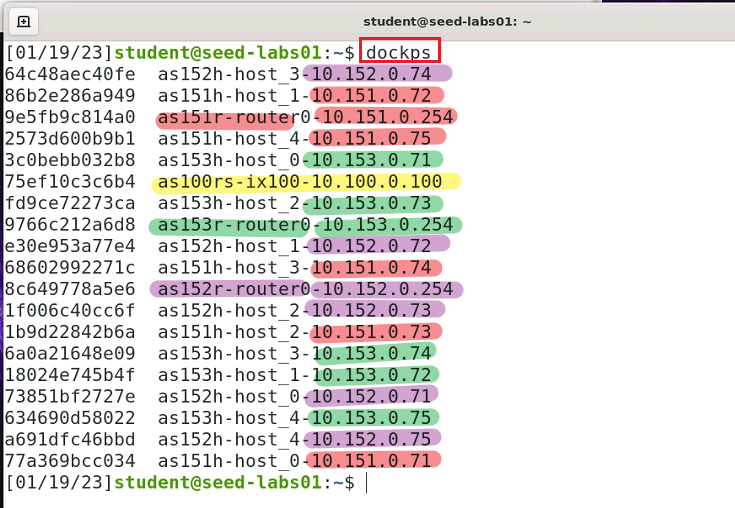 student@seed-labs01: ~
[01/19/23]student@seed-labs01:~$ dockps
64c48aec40fe  as152h-host_3-10.152.0.74
86b2e286a949  as151h-host_1-10.151.0.72
9e5fb9c814a0  as151r-router0-10.151.0.254
2573d600b9b1  as151h-host_4-10.151.0.75
3c0bebb032b8  as153h-host_0-10.153.0.71
75ef10c3c6b4  as100rs-ix100-10.100.0.100
fd9ce72273ca  as153h-host_2-10.153.0.73
9766c212a6d8  as153r-router0-10.153.0.254
e30e953a77e4  as152h-host_1-10.152.0.72
68602992271c  as151h-host_3-10.151.0.74
8c649778a5e6  as152r-router0-10.152.0.254
1f006c40cc6f  as152h-host_2-10.152.0.73
1b9d22842b6a  as151h-host_2-10.151.0.73
6a0a21648e09  as153h-host_3-10.153.0.74
18024e745b4f  as153h-host_1-10.153.0.72
73851bf2727e  as152h-host_0-10.152.0.71
634690d58022  as153h-host_4-10.153.0.75
a691dfc46bbd  as152h-host_4-10.152.0.75
77a369bcc034  as151h-host_0-10.151.0.71
[01/19/23]student@seed-labs01:~$